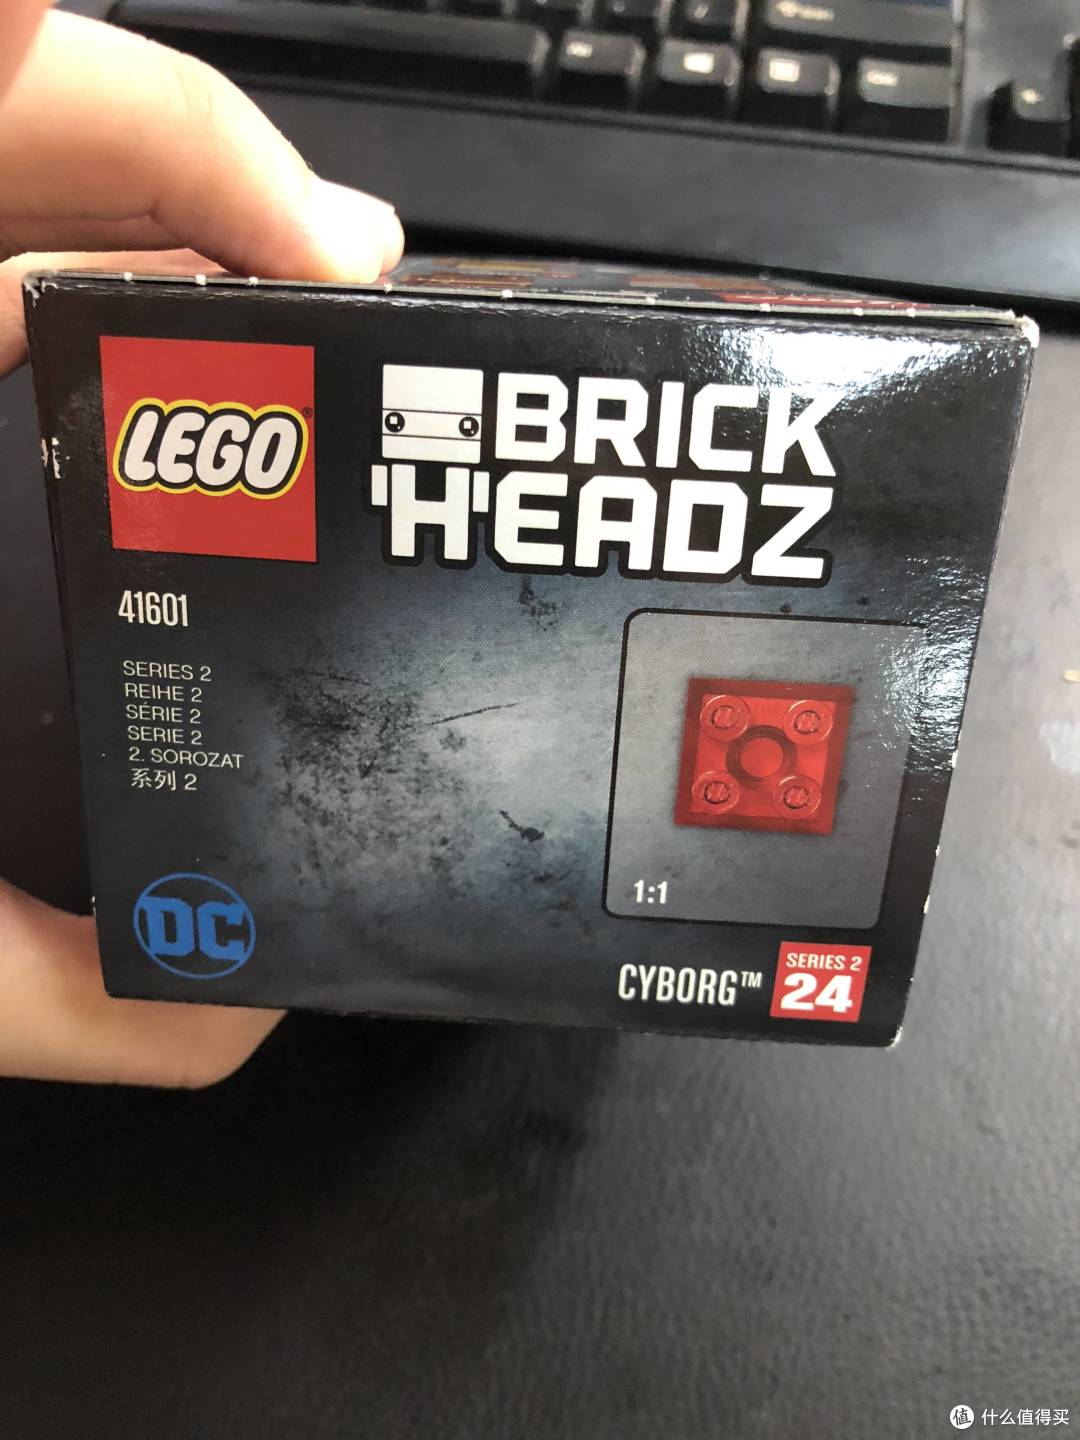 LEGO®
BRICK
'H'EADZ
41601
SERIES 2
REIHE 2
SÉRIE 2
SERIE 2
2. SOROZAT
系列 2
1:1
DC
CYBORG™
SERIES 2
24
值 什么值得买